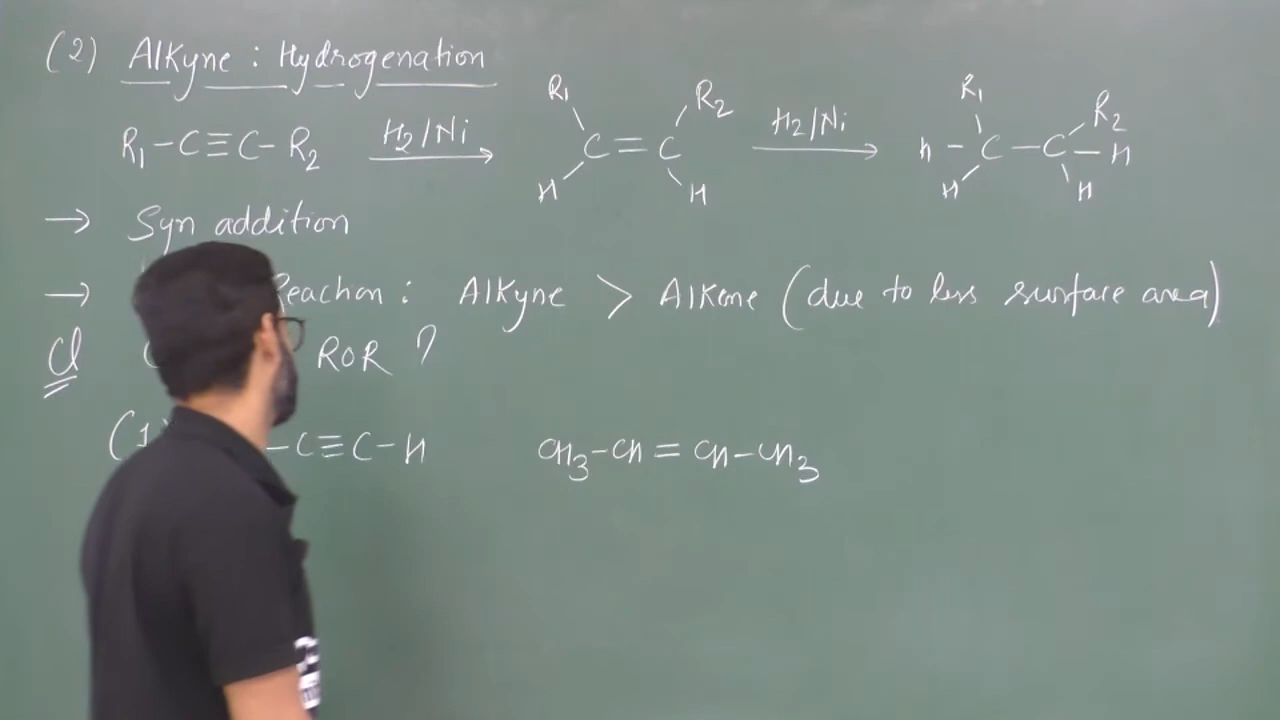 (2) Alkyne : Hydrogenation
R1-C≡C-R2 H2/Ni → R1 H C=C R2 H H2/Ni → R1 H H C-C R2 H H
→ Syn addition
→ Reaction : Alkyne > Alkene (due to less surface area)
Q ROR ?
(1) -C≡C-H CH3-CH=CH-CH3